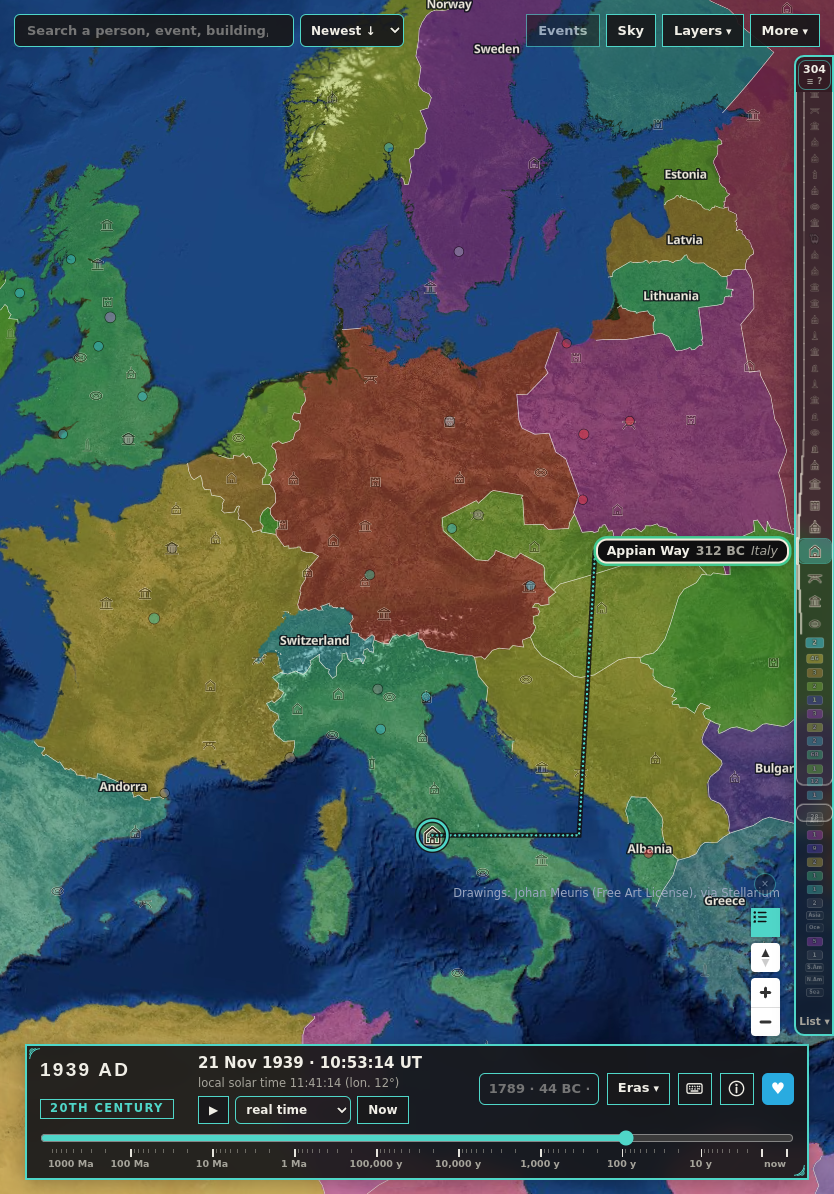 Norway
Search a person, event, building,
Newest ↓
Events
Sky
Layers ▾
More ▾
Sweden
304
≡ ?
Estonia
Latvia
Lithuania
Appian Way 312 BC Italy
Switzerland
Andorra
Bulgar
Albania
Drawings: Johan Meuris (Free Art License), via Stellarium
Greece
List ▾
1939 AD
21 Nov 1939 · 10:53:14 UT
local solar time 11:41:14 (lon. 12°)
1789 · 44 BC ·
Eras ▾
20TH CENTURY
real time
Now
1000 Ma
100 Ma
10 Ma
1 Ma
100,000 y
10,000 y
1,000 y
100 y
10 y
now